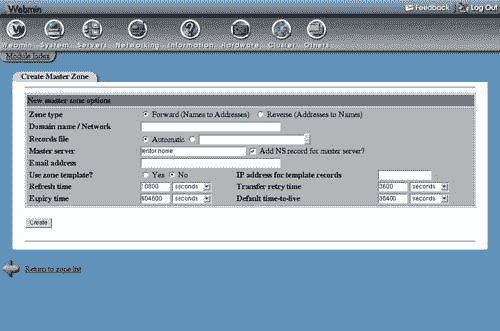 Webmin
Feedback Log Out
Webmin System Servers Networking Information Hardware Cluster Others
Module Index
Create Master Zone
New master zone options
Zone type Forward (Names to Addresses) Reverse (Addresses to Names)
Domain name / Network
Records file Automatic
Master server fentor.home Add NS record for master server?
Email address
Use zone template? Yes No IP address for template records
Refresh time 10800 seconds Transfer retry time 3600 seconds
Expiry time 604800 seconds Default time-to-live 38400 seconds
Create
Return to zone list